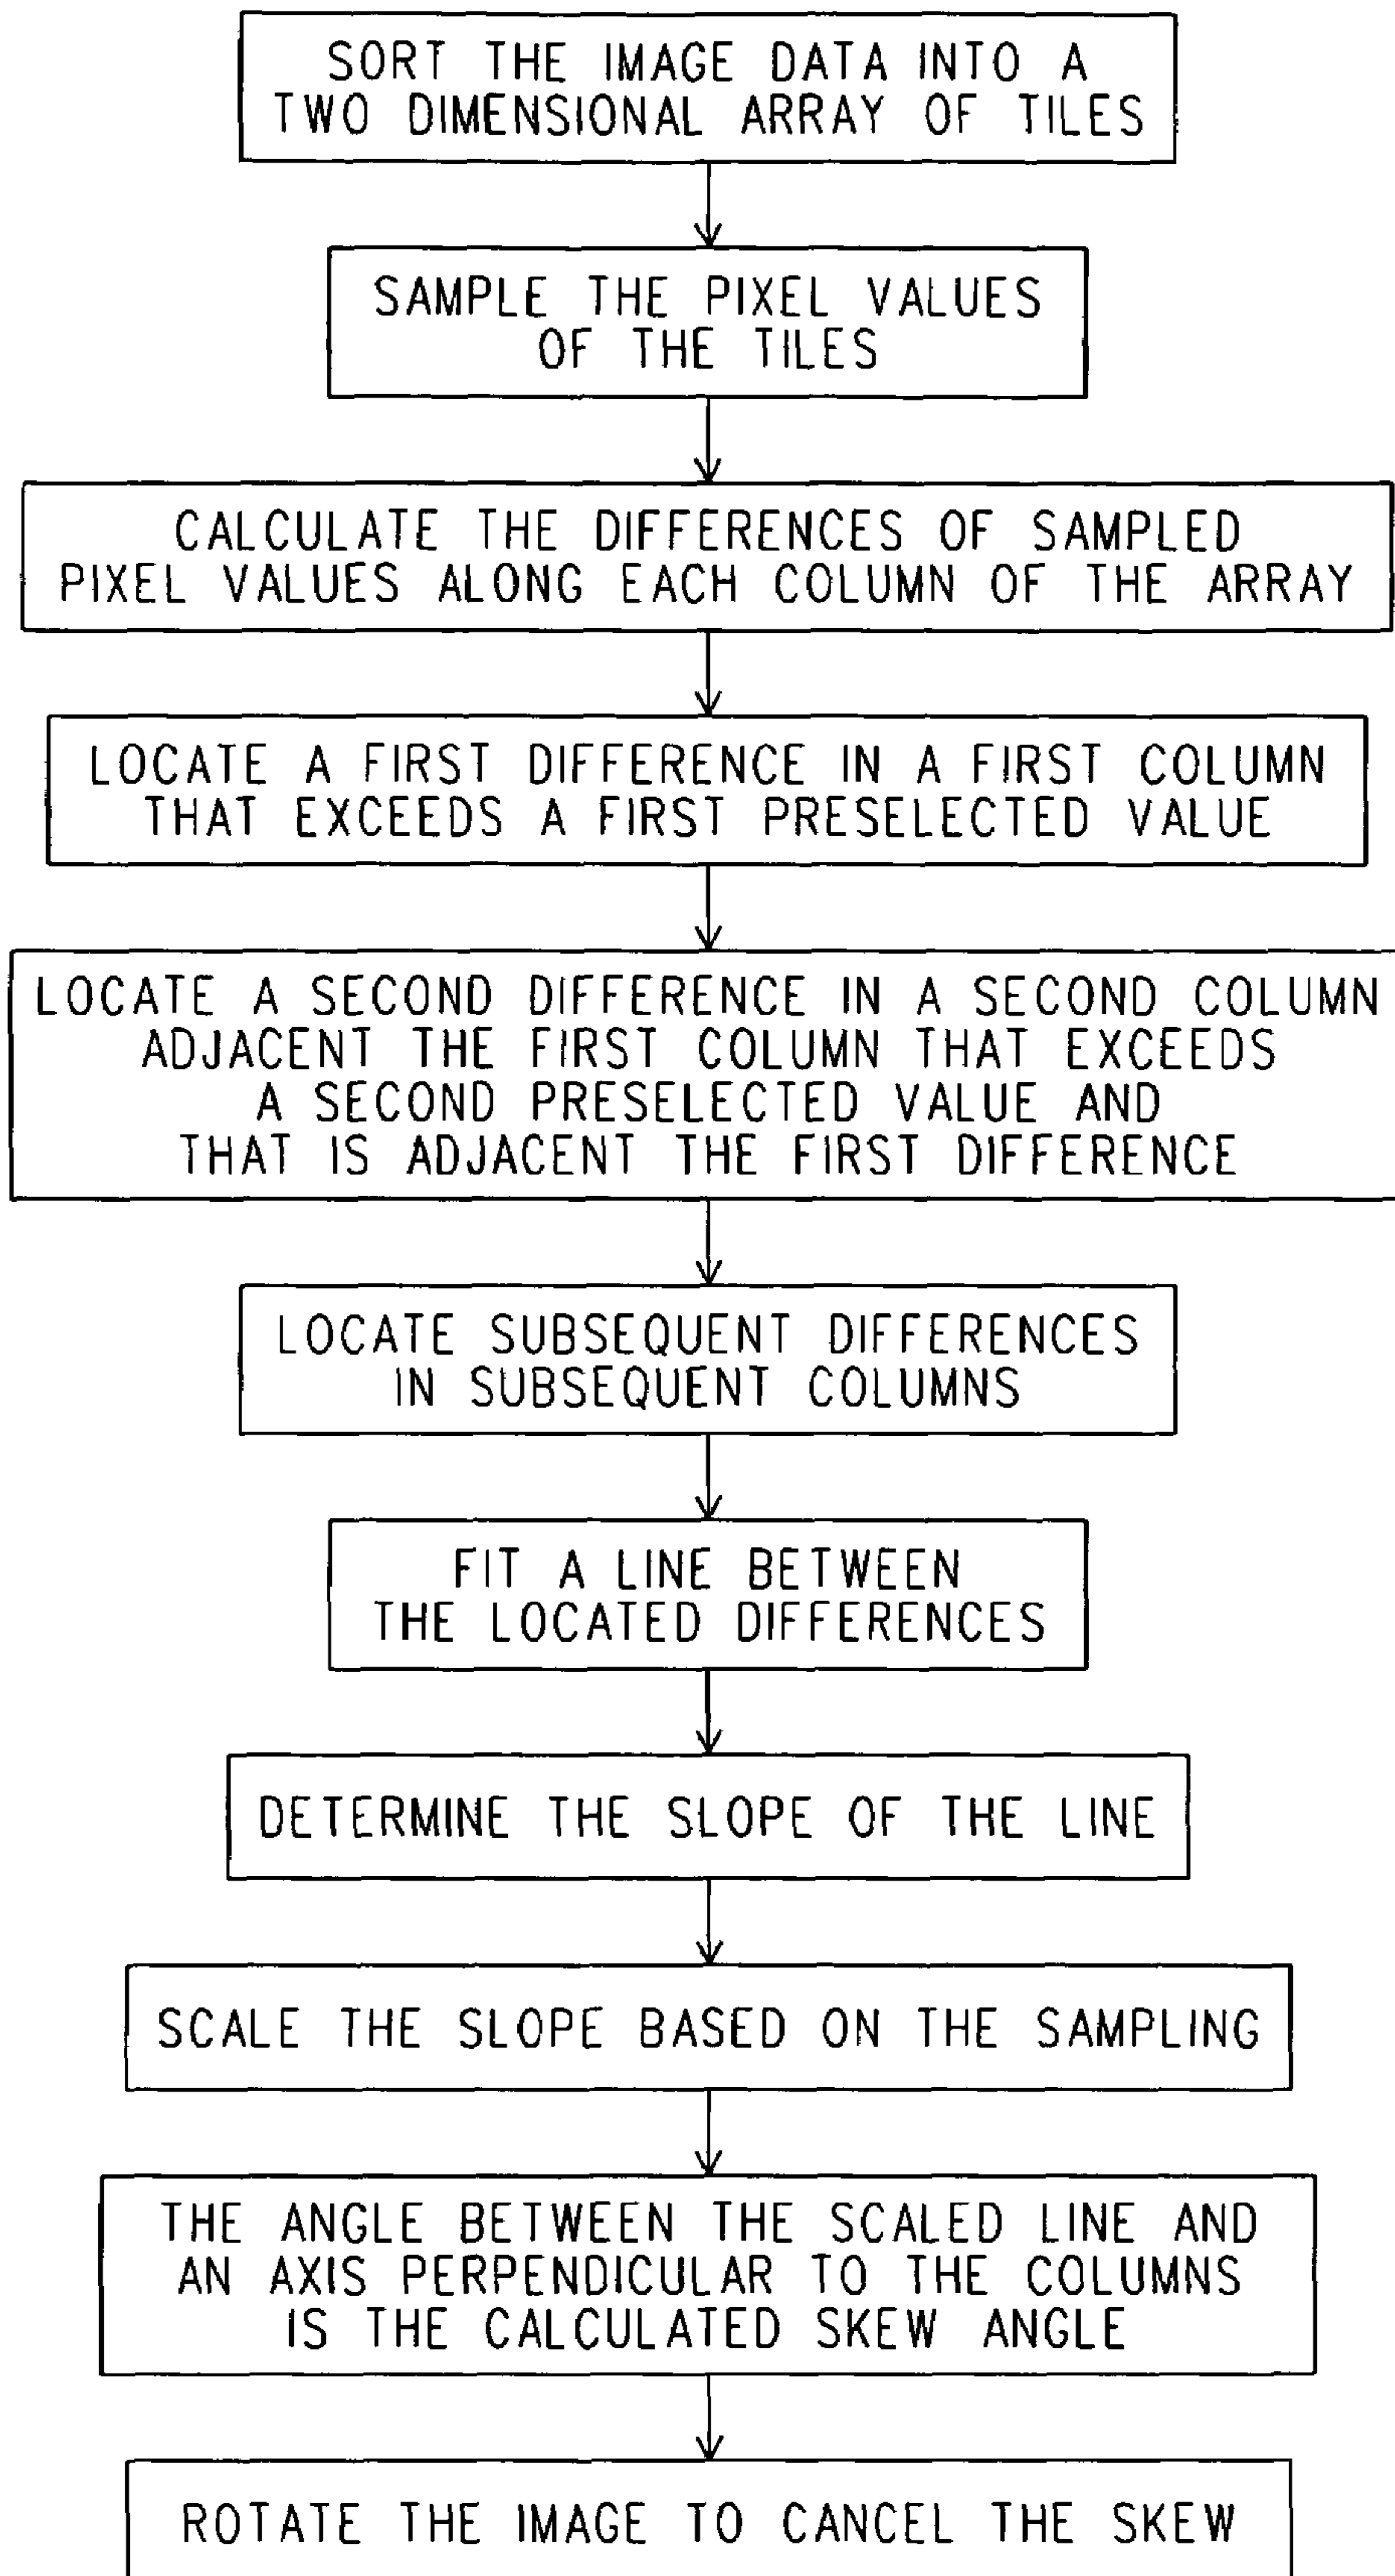 SORT THE IMAGE DATA INTO A
TWO DIMENSIONAL ARRAY OF TILES
SAMPLE THE PIXEL VALUES
OF THE TILES
CALCULATE THE DIFFERENCES OF SAMPLED
PIXEL VALUES ALONG EACH COLUMN OF THE ARRAY
LOCATE A FIRST DIFFERENCE IN A FIRST COLUMN
THAT EXCEEDS A FIRST PRESELECTED VALUE
LOCATE A SECOND DIFFERENCE IN A SECOND COLUMN
ADJACENT THE FIRST COLUMN THAT EXCEEDS
A SECOND PRESELECTED VALUE AND
THAT IS ADJACENT THE FIRST DIFFERENCE
LOCATE SUBSEQUENT DIFFERENCES
IN SUBSEQUENT COLUMNS
FIT A LINE BETWEEN
THE LOCATED DIFFERENCES
DETERMINE THE SLOPE OF THE LINE
SCALE THE SLOPE BASED ON THE SAMPLING
THE ANGLE BETWEEN THE SCALED LINE AND
AN AXIS PERPENDICULAR TO THE COLUMNS
IS THE CALCULATED SKEW ANGLE
ROTATE THE IMAGE TO CANCEL THE SKEW